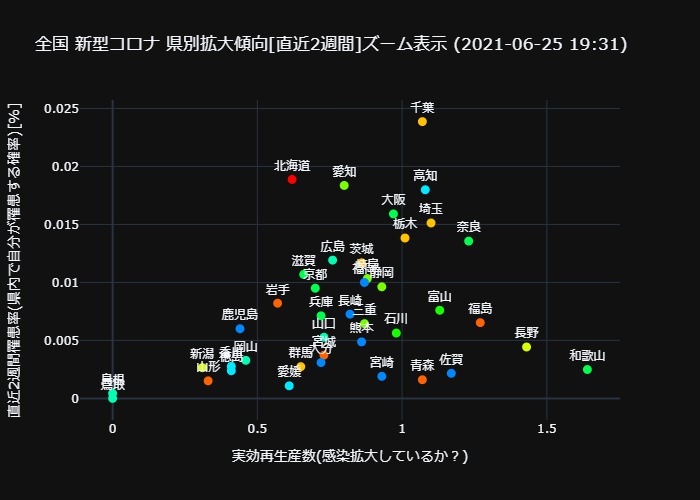 全国 新型コロナ 県別拡大傾向[直近2週間]ズーム表示 (2021-06-25 19:31)
直近2週間罹患率(県内で自分が罹患する確率)[%]
0.025
0.02
0.015
0.01
0.005
0
千葉
北海道
愛知
高知
大阪
埼玉
栃木
奈良
広島
茨城
滋賀
京都
静岡
岩手
兵庫
長崎
三重
富山
鹿児島
山口
石川
福島
熊本
宮城
大分
長野
岡山
新潟
群馬
山形
愛媛
宮崎
青森
佐賀
和歌山
島根
鳥取
0
0.5
1
1.5
実効再生産数(感染拡大しているか？)